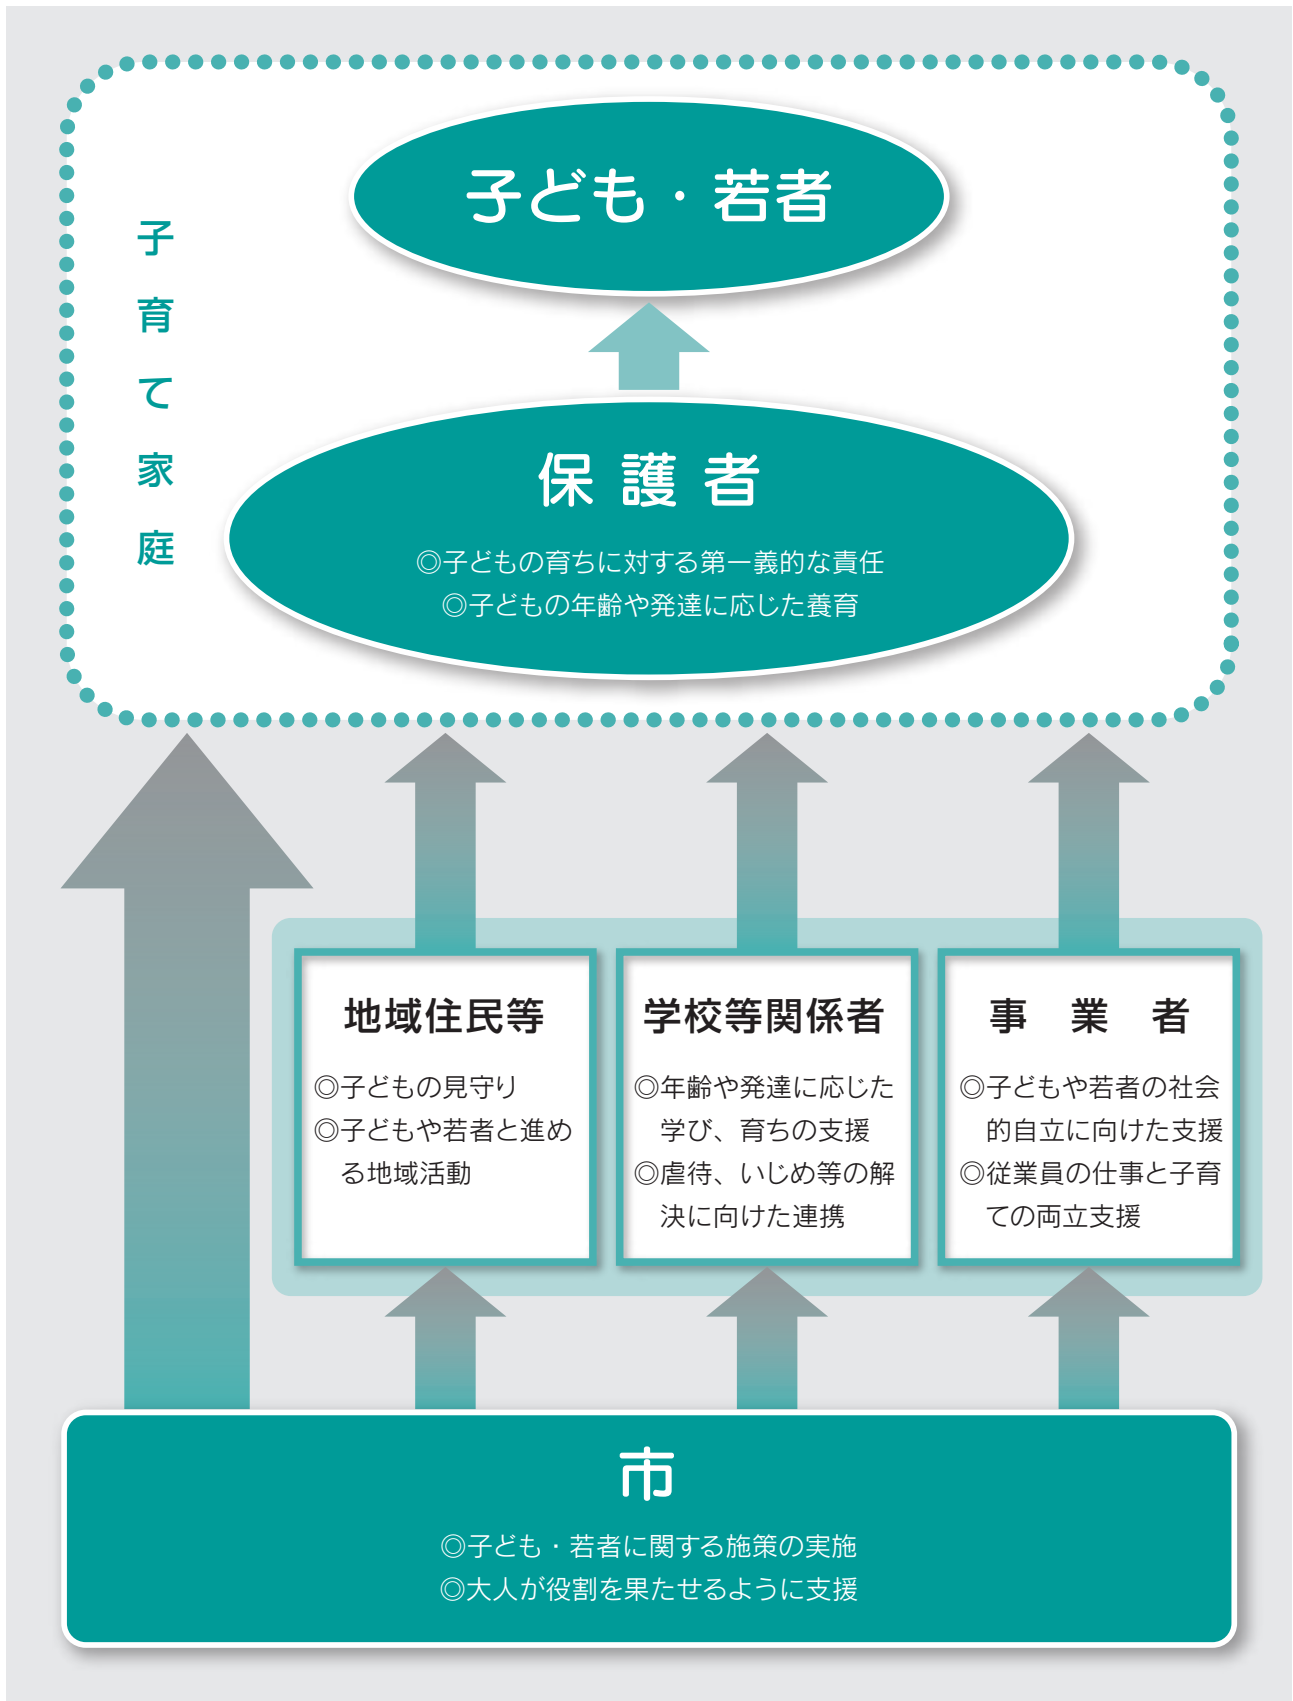 子ども・若者
子育て家庭
保護者
◎子どもの育ちに対する第一義的な責任
◎子どもの年齢や発達に応じた養育
地域住民等
◎子どもの見守り
◎子どもや若者と進め
る地域活動
学校等関係者
◎年齢や発達に応じた
学び、育ちの支援
◎虐待、いじめ等の解
決に向けた連携
事業者
◎子どもや若者の社会
的自立に向けた支援
◎従業員の仕事と子育
ての両立支援
市
◎子ども・若者に関する施策の実施
◎大人が役割を果たせるように支援